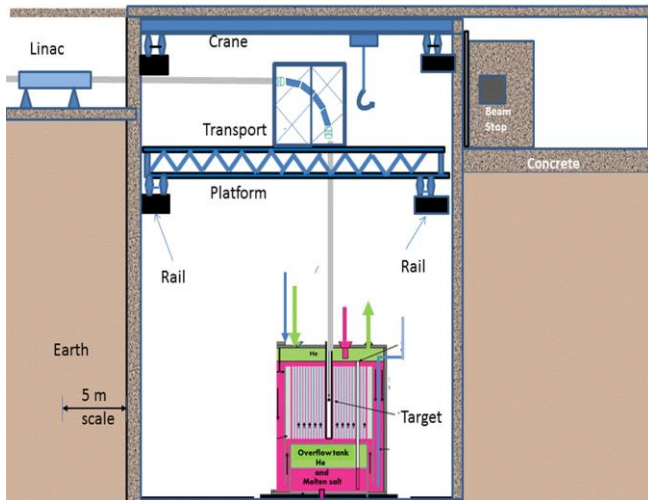 Linac
Crane
Transport
Beam
Stop
Concrete
Platform
Rail
Rail
Earth
He
5 m
scale
Target
Overflow tank
He
and
Molten salt